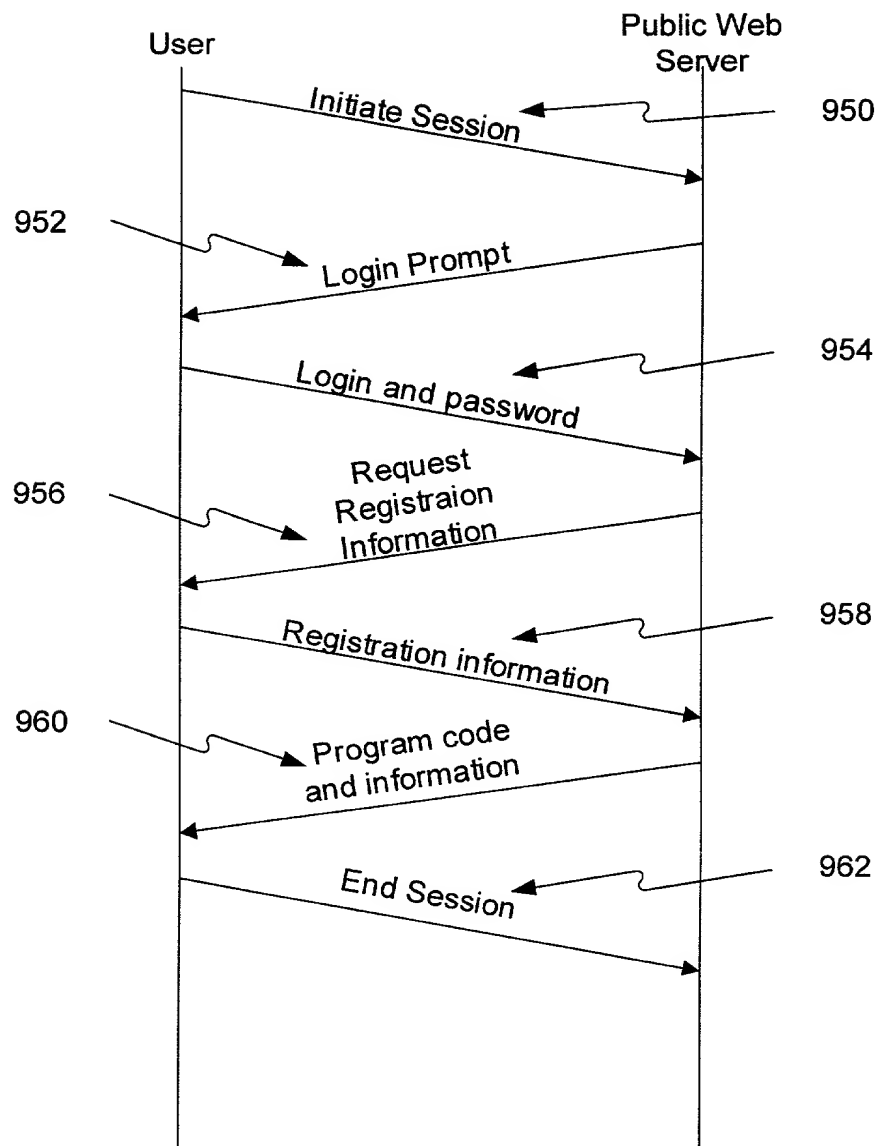 User
Public Web
Server
Initiate Session
950
952
Login Prompt
954
Login and password
956
Request
Registraion
Information
958
Registration information
960
Program code
and information
962
End Session